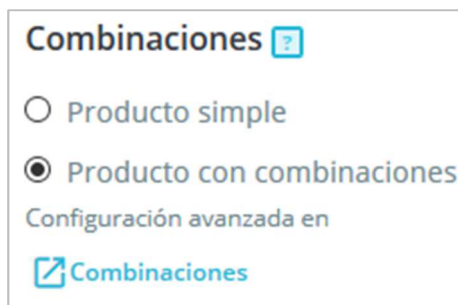 Combinaciones ?
Producto simple
Producto con combinaciones
Configuración avanzada en
Combinaciones